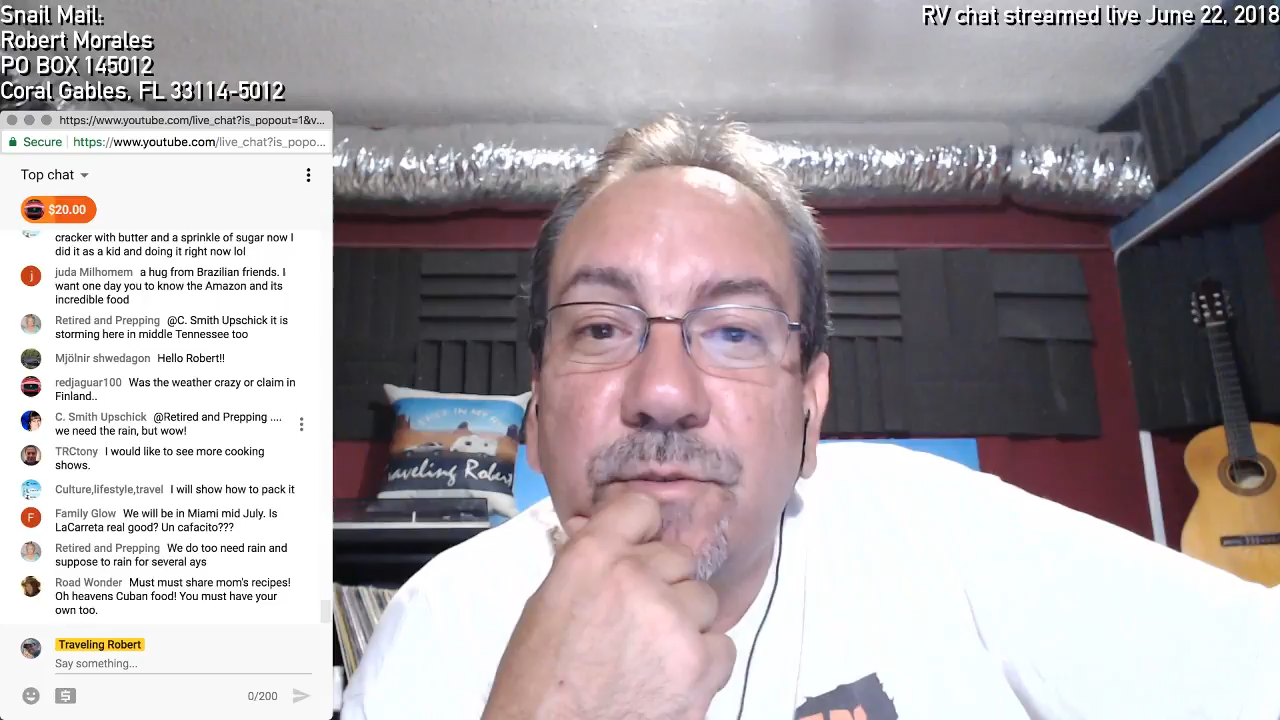 Snail Mail:
Robert Morales
PO BOX 145012
Coral Gables, FL 33114-5012
RV chat streamed live June 22, 2018
https://www.youtube.com/live_chat?is_popout=1&v...
Secure
https://www.youtube.com/live_chat?is_popo...
Top chat
$20.00
cracker with butter and a sprinkle of sugar now I
did it as a kid and doing it right now lol
juda Milhomem a hug from Brazilian friends. I
want one day you to know the Amazon and its
incredible food
Retired and Prepping @C. Smith Upschick it is
storming here in middle Tennessee too
Mjölnir shwedagon Hello Robert!!
redjaguar100 Was the weather crazy or claim in
Finland..
C. Smith Upschick @Retired and Prepping ....
we need the rain, but wow!
TRCtony I would like to see more cooking
shows.
Culture,lifestyle,travel I will show how to pack it
Family Glow We will be in Miami mid July. Is
LaCarreta real good? Un cafacito???
Retired and Prepping We do too need rain and
suppose to rain for several ays
Road Wonder Must must share mom's recipes!
Oh heavens Cuban food! You must have your
own too.
Traveling Robert
Say something...
0/200
raveling Robert